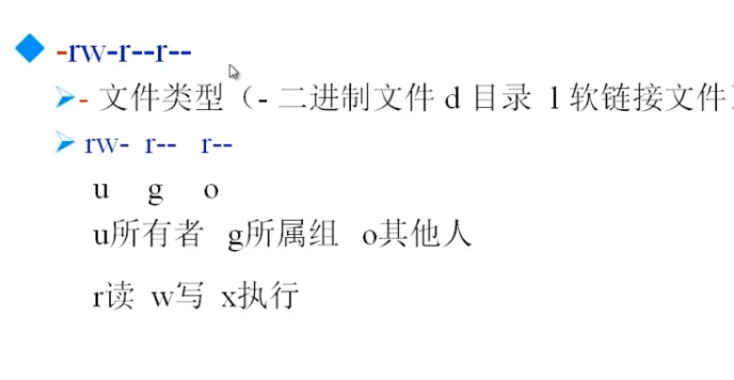 -rw-r--r--
- 文件类型（- 二进制文件 d 目录 l 软链接文件）
rw- r-- r--
u g o
u所有者 g所属组 o其他人
r读 w写 x执行